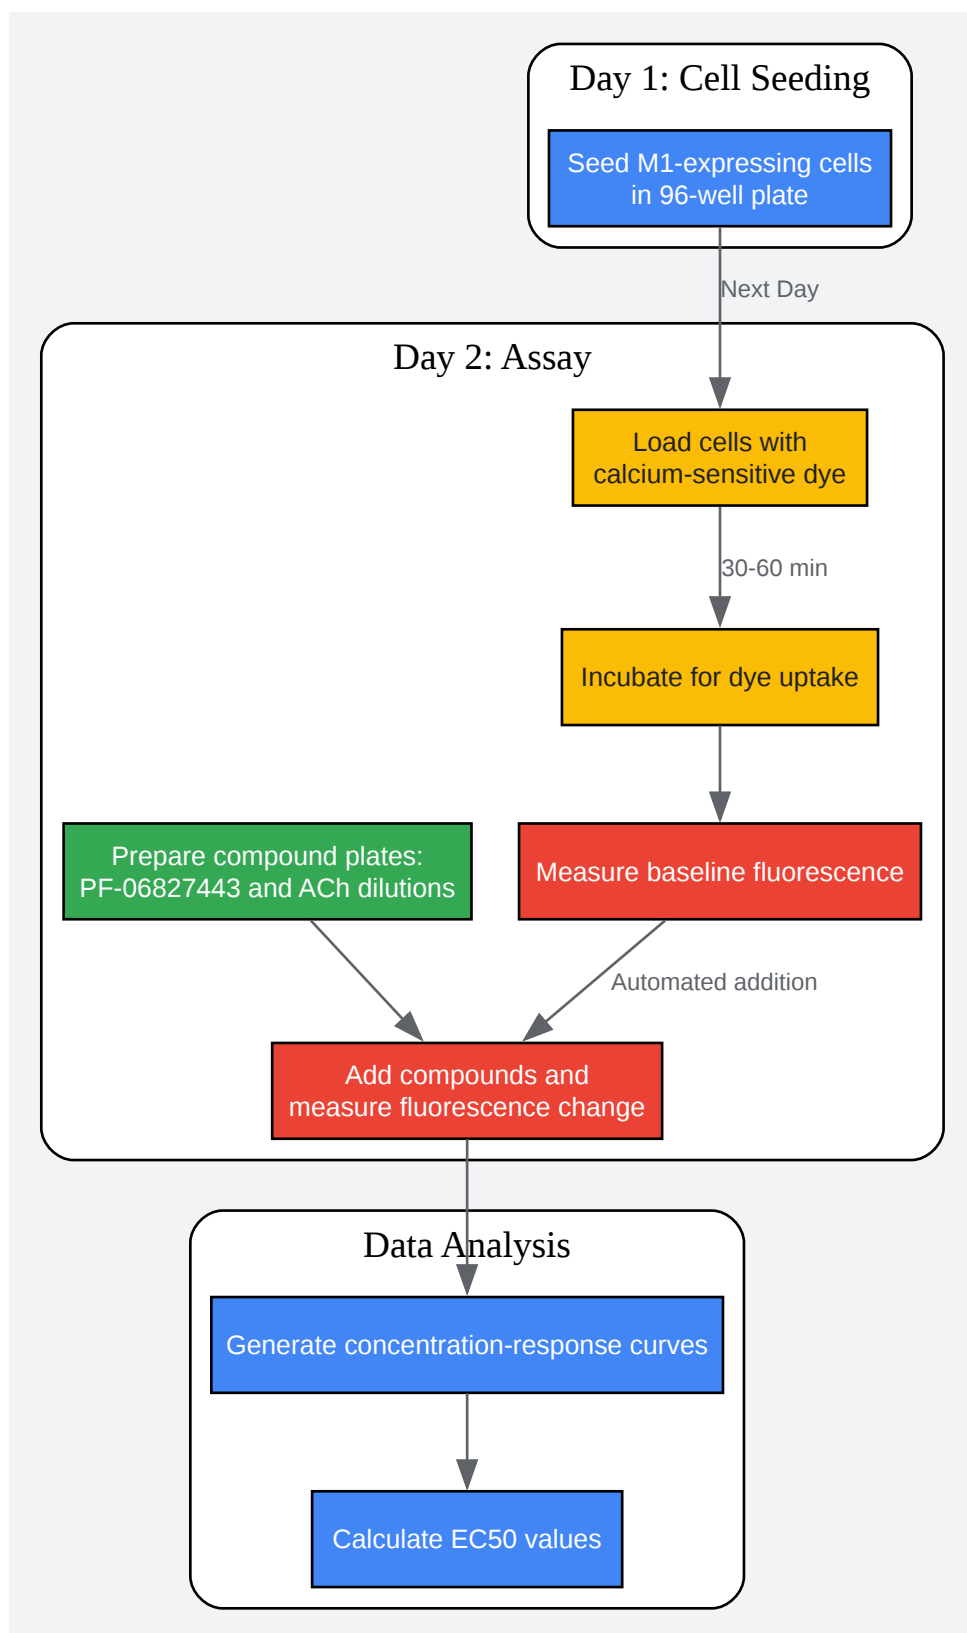 Day 1: Cell Seeding
Seed M1-expressing cells
in 96-well plate
Next Day
Day 2: Assay
Load cells with
calcium-sensitive dye
30-60 min
Incubate for dye uptake
Prepare compound plates:
PF-06827443 and ACh dilutions
Measure baseline fluorescence
Automated addition
Add compounds and
measure fluorescence change
Data Analysis
Generate concentration-response curves
Calculate EC50 values